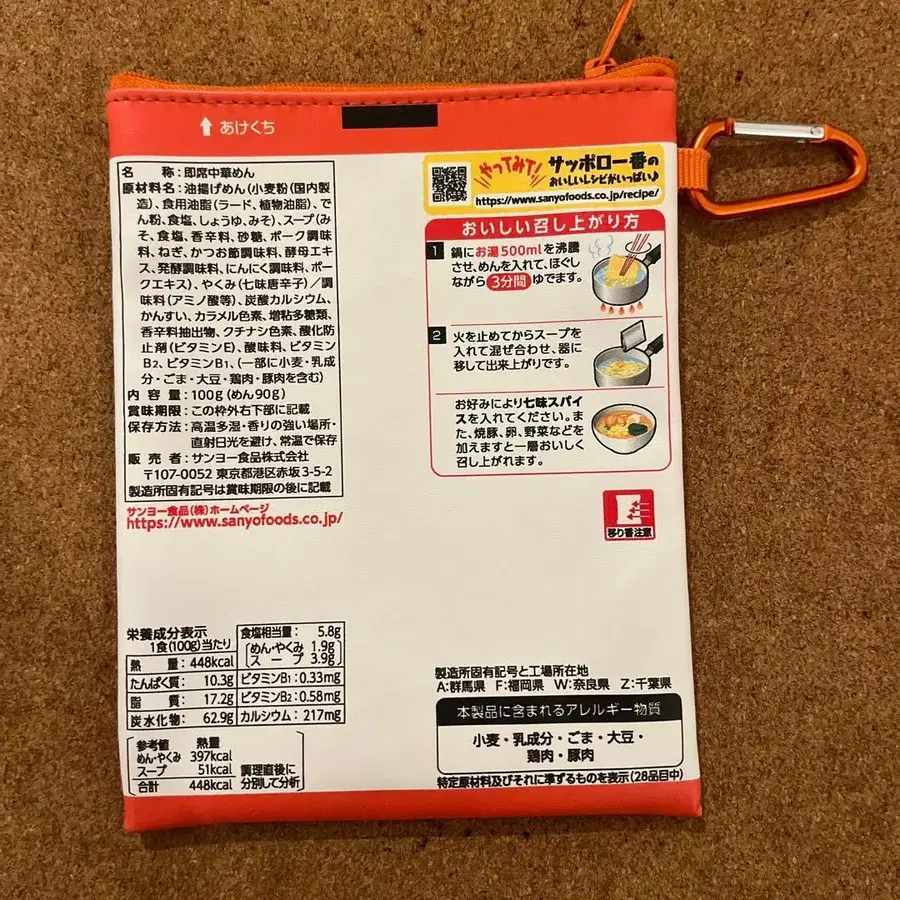 あけくち
名 称:即席中華めん
原材料名:油揚げめん(小麦粉(国内製
造)、食用油脂(ラード、植物油脂)、で
ん粉、食塩、しょうゆ、みそ)、スープ(み
そ、食塩、香辛料、砂糖、ポーク調味
料、ねぎ、かつお節調味料、酵母エキ
ス、発酵調味料、にんにく調味料、ポー
クエキス)、やくみ(七味唐辛子)/調
味料(アミノ酸等)、炭酸カルシウム、
かんすい、カラメル色素、増粘多糖類、
香辛料抽出物、クチナシ色素、酸化防
止剤(ビタミンE)、酸味料、ビタミン
B2、ビタミンB1、(一部に小麦・乳成
分・ごま・大豆・鶏肉・豚肉を含む)
内 容 量:100g(めん90g)
賞味期限:この枠外右下部に記載
保存方法:高温多湿・香りの強い場所・
直射日光を避け、常温で保存
販 売 者:サンヨー食品株式会社
〒107-0052 東京都港区赤坂3-5-2
製造所固有記号は賞味期限の後に記載
サンヨー食品(株)ホームページ
https://www.sanyofoods.co.jp/
やってみて!
サッポロ一番の
おいしいレシピがいっぱい♪
https://www.sanyofoods.co.jp/recipe/
おいしい召し上がり方
1 鍋にお湯500mlを沸騰
させ、めんを入れて、ほぐし
ながら3分間ゆでます。
2 火を止めてからスープを
入れて混ぜ合わせ、器に
移して出来上がりです。
お好みにより七味スパイ
スを入れてください。ま
た、焼豚、卵、野菜などを
加えますと一層おいしく
召し上がれます。
移り香注意
栄養成分表示
1食(100g)当たり
熱 量:448kcal
たんぱく質:10.3g
脂 質:17.2g
炭水化物:62.9g
食塩相当量:5.8g
めん・やくみ 1.9g
スープ 3.9g
ビタミンB1:0.33mg
ビタミンB2:0.58mg
カルシウム:217mg
参考値 熱量
めん・やくみ 397kcal
スープ 51kcal
合計 448kcal
調理直後に
分別して分析
製造所固有記号と工場所在地
A:群馬県 F:福岡県 W:奈良県 Z:千葉県
本製品に含まれるアレルギー物質
小麦・乳成分・ごま・大豆・
鶏肉・豚肉
特定原材料及びそれに準ずるものを表示(28品目中)